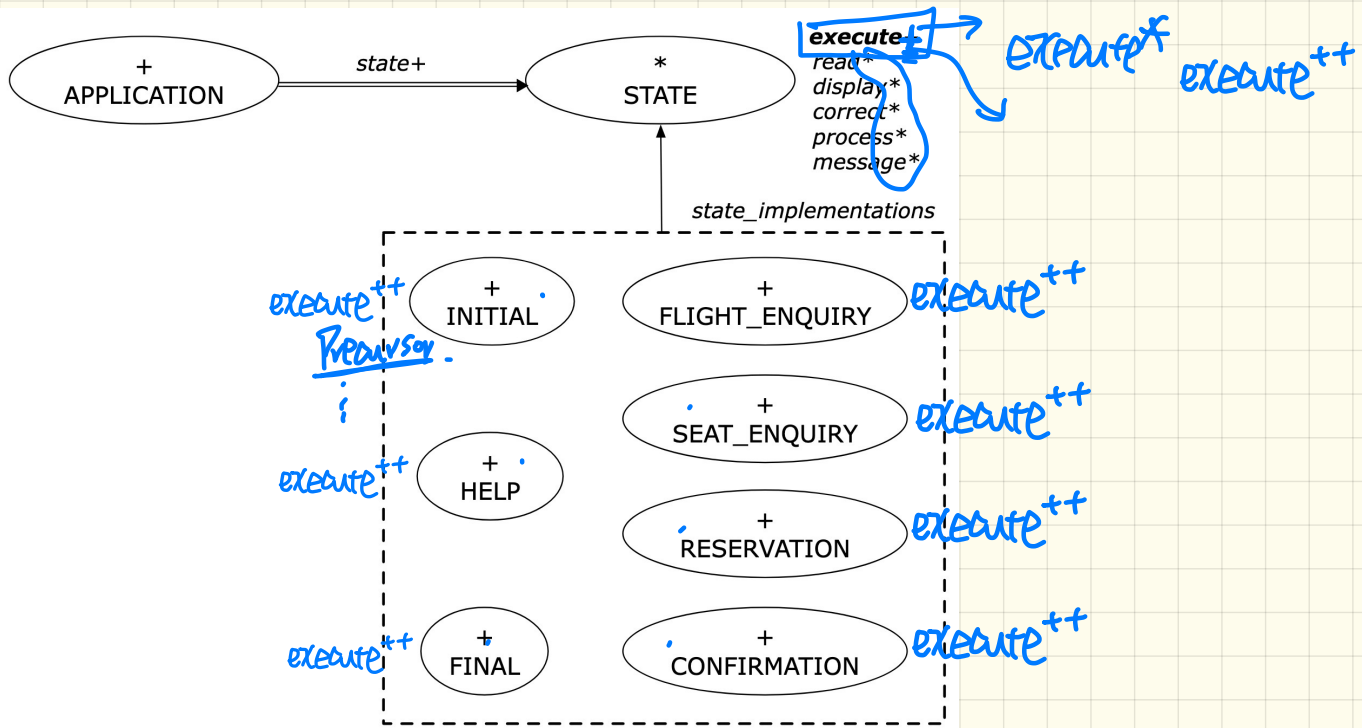 +
APPLICATION
state+
*
STATE
execute+
read*
display*
correct*
process*
message*
execute*
execute++
state_implementations
execute++
+
INITIAL
Precursor
+
FLIGHT_ENQUIRY
execute++
+
SEAT_ENQUIRY
execute++
execute++
+
HELP
+
RESERVATION
execute++
execute++
+
FINAL
+
CONFIRMATION
execute++